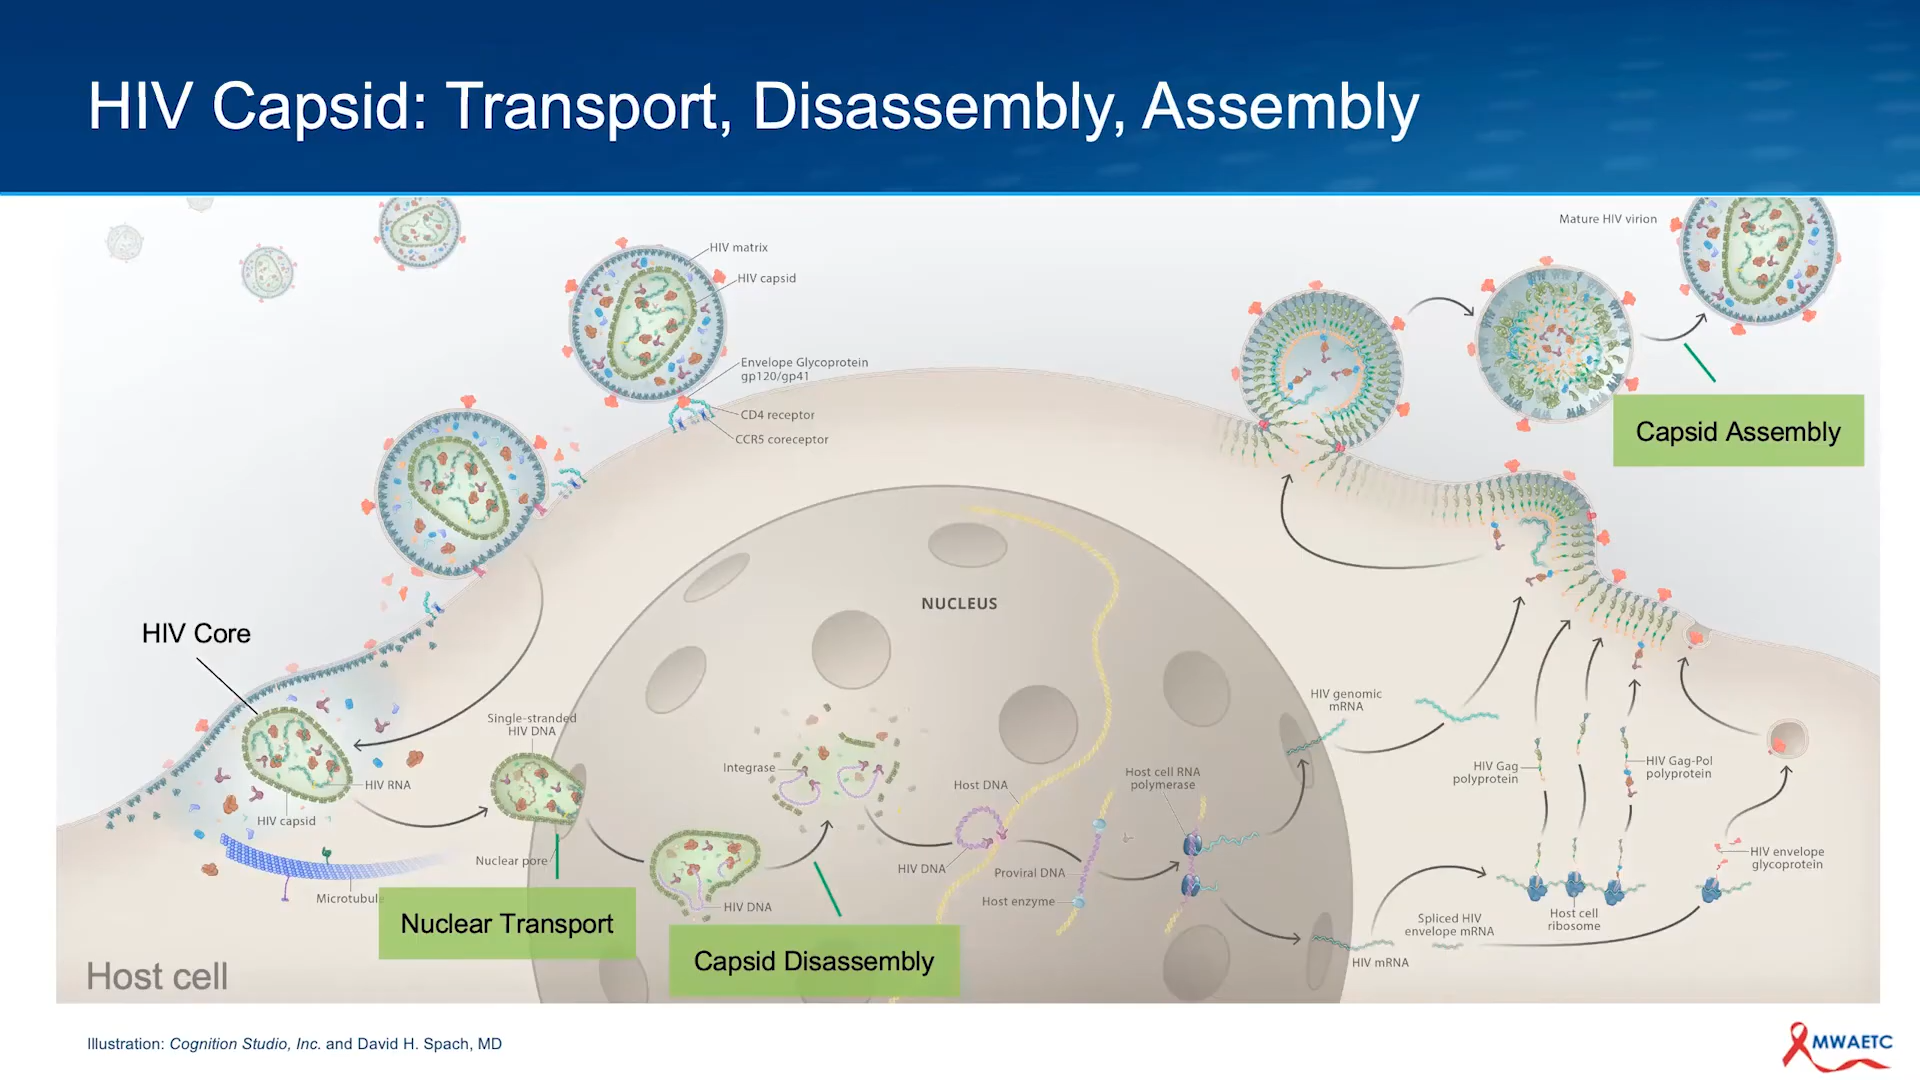 HIV Capsid: Transport, Disassembly, Assembly
Mature HIV virion
HIV matrix
HIV capsid
Envelope Glycoprotein
gp120/gp41
CD4 receptor
CCR5 coreceptor
Capsid Assembly
NUCLEUS
HIV Core
Single-stranded
HIV DNA
HIV RNA
HIV capsid
Nuclear pore
Microtubule
Nuclear Transport
Integrase
HIV DNA
Capsid Disassembly
Host DNA
HIV DNA
Proviral DNA
Host enzyme
Host cell RNA
polymerase
HIV genomic
mRNA
HIV Gag
polyprotein
HIV Gag-Pol
polyprotein
HIV envelope
glycoprotein
Host cell
ribosome
Spliced HIV
envelope mRNA
HIV mRNA
Host cell
Illustration: Cognition Studio, Inc. and David H. Spach, MD
MWAETC